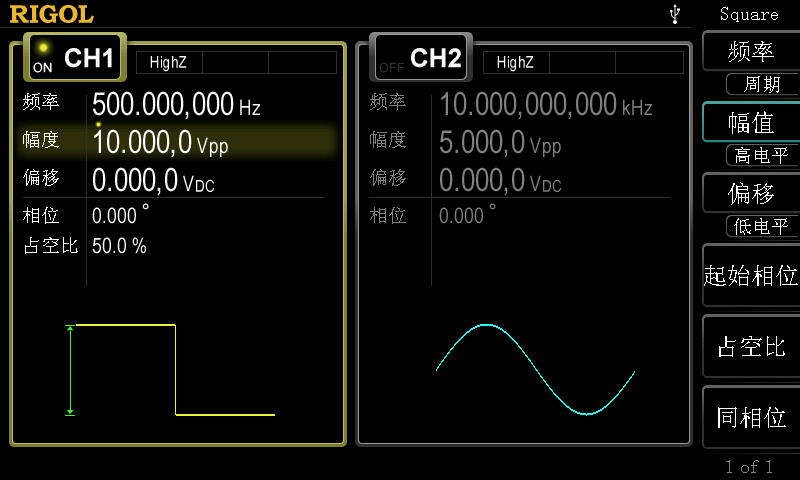 RIGOL
Square
ON CH1 HighZ
OFF CH2 HighZ
频率 500.000,000 Hz
幅度 10.000,0 Vpp
偏移 0.000,0 VDC
相位 0.000 °
占空比 50.0 %
频率 10.000,000,000 kHz
幅度 5.000,0 Vpp
偏移 0.000,0 VDC
相位 0.000 °
频率
周期
幅值
高电平
偏移
低电平
起始相位
占空比
同相位
1 of 1